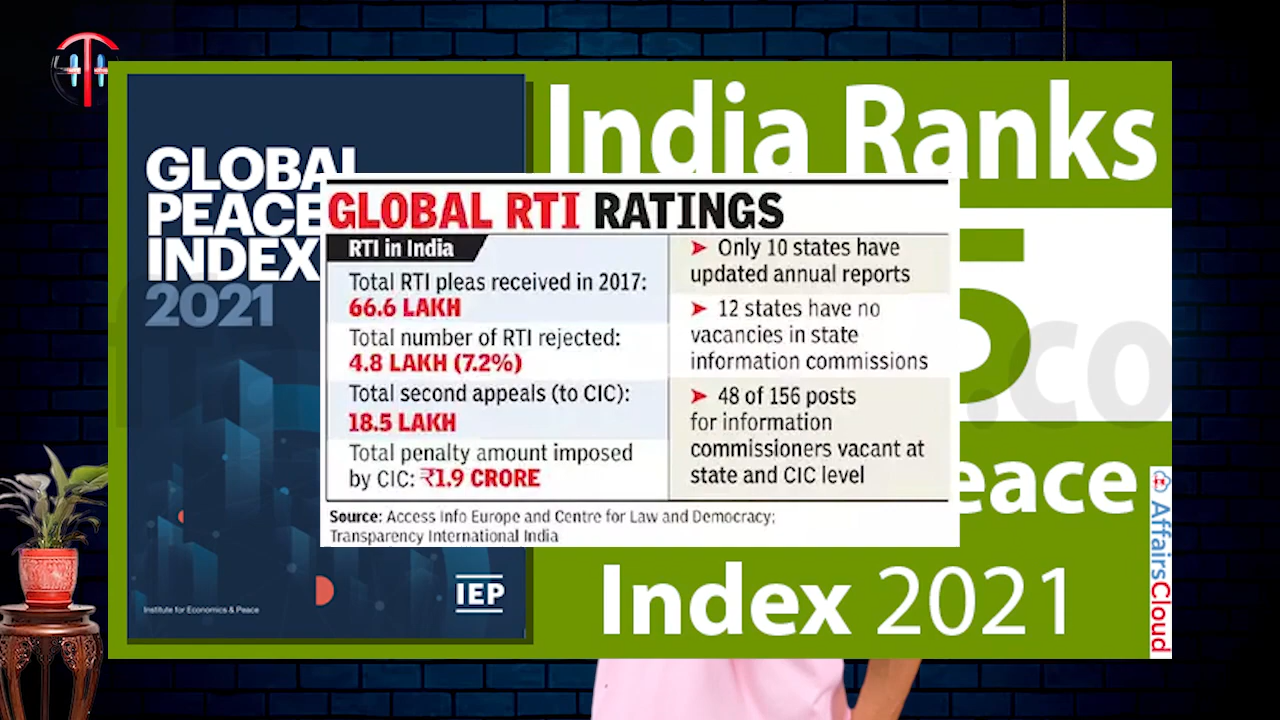 India Ranks
GLOBAL
PEACE
INDEX
2021
GLOBAL RTI RATINGS
RTI in India
Total RTI pleas received in 2017:
66.6 LAKH
Total number of RTI rejected:
4.8 LAKH (7.2%)
Total second appeals (to CIC):
18.5 LAKH
Total penalty amount imposed
by CIC: ₹1.9 CRORE
➤ Only 10 states have
updated annual reports
➤ 12 states have no
vacancies in state
information commissions
➤ 48 of 156 posts
for information
commissioners vacant at
state and CIC level
Source: Access Info Europe and Centre for Law and Democracy;
Transparency International India
.co
eace
Index 2021
Institute for Economics & Peace
IEP
AffairsCloud